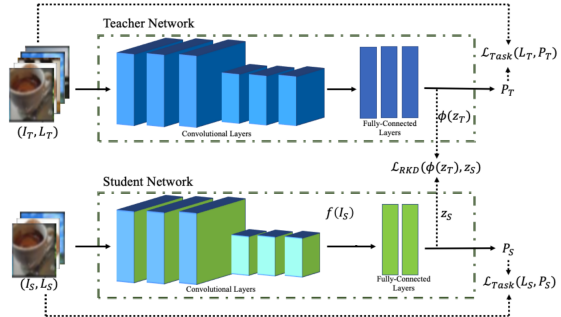 Teacher Network
Convolutional Layers
Fully-Connected
Layers
(I_T, L_T)
ϕ(z_T)
P_T
ℒ_Task(L_T, P_T)
ℒ_RKD(ϕ(z_T), z_S)
Student Network
f(I_S)
z_S
Convolutional Layers
Fully-Connected
Layers
(I_S, L_S)
P_S
ℒ_Task(L_S, P_S)